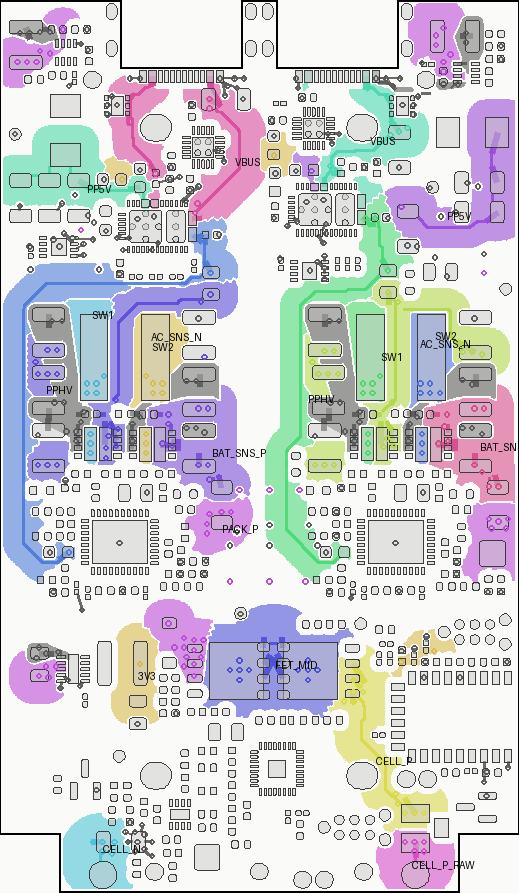 VBUS
VBUS
PP5V
PP5V
SW1
AC_SNS_N
SW2
SW2
AC_SNS_N
SW1
PPHV
PPHV
BAT_SNS_P
BAT_SN
PACK_P
FET_MID
3V3
CELL_P
CELL_N
CELL_P_RAW